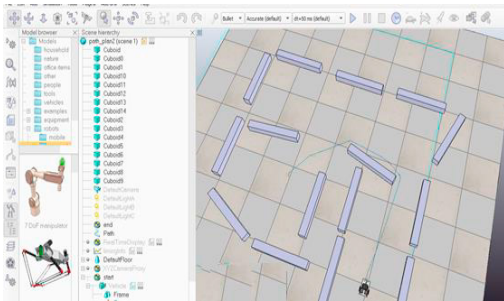 Bullet
Accurate (default)
dt=50 ms (default)
Model browser
Scene hierarchy
Models
household
nature
office items
other
people
tools
vehicles
examples
equipment
robots
mobile
7 DoF manipulator
path_plan2 (scene 1)
Cuboid
Cuboid0
Cuboid1
Cuboid10
Cuboid11
Cuboid12
Cuboid13
Cuboid14
Cuboid2
Cuboid3
Cuboid4
Cuboid5
Cuboid6
Cuboid7
Cuboid8
Cuboid9
DefaultCamera
DefaultLightA
DefaultLightB
DefaultLightC
end
Path
RealTimeDisplay
DefaultFloor
XYZCameraProxy
start
Vehicle
Frame